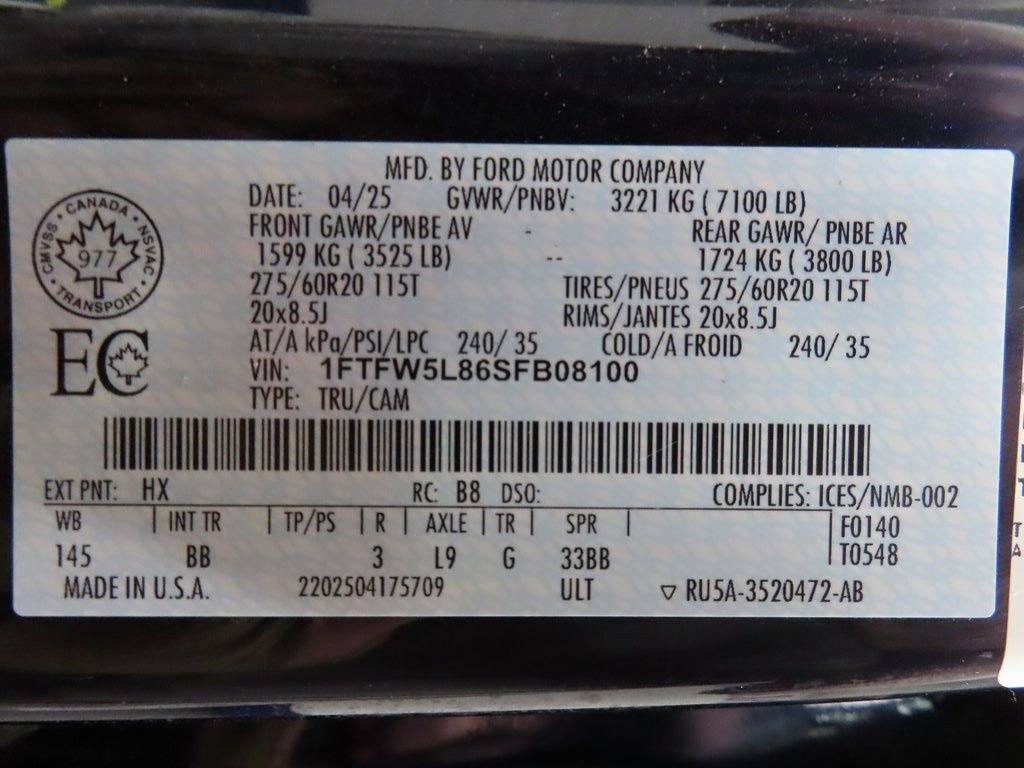 MFD. BY FORD MOTOR COMPANY
DATE: 04/25 GVWR/PNBV: 3221 KG ( 7100 LB)
FRONT GAWR/PNBE AV - REAR GAWR/ PNBE AR
1599 KG ( 3525 LB) -- 1724 KG ( 3800 LB)
275/60R20 115T TIRES/PNEUS 275/60R20 115T
20x8.5J RIMS/JANTES 20x8.5J
AT/A kPa/PSI/LPC 240/ 35 COLD/A FROID 240/ 35
VIN: 1FTFW5L86SFB08100
TYPE: TRU/CAM
CANADA
CMVSS 977 NSVAC
TRANSPORT
EC
EXT PNT: HX RC: B8 DSO: COMPLIES: ICES/NMB-002
WB | INT TR | TP/PS | R | AXLE | TR | SPR | F0140
145 BB 3 L9 G 33BB T0548
MADE IN U.S.A. 2202504175709 ULT ▽ RU5A-3520472-AB